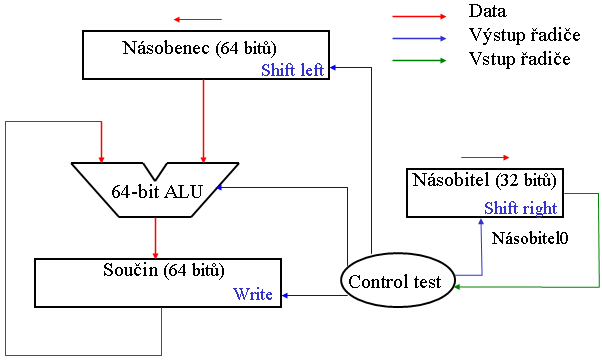 Data
Výstup řadiče
Vstup řadiče
Násobenec (64 bitů)
Shift left
64-bit ALU
Násobitel (32 bitů)
Shift right
Násobitel0
Součin (64 bitů)
Write
Control test